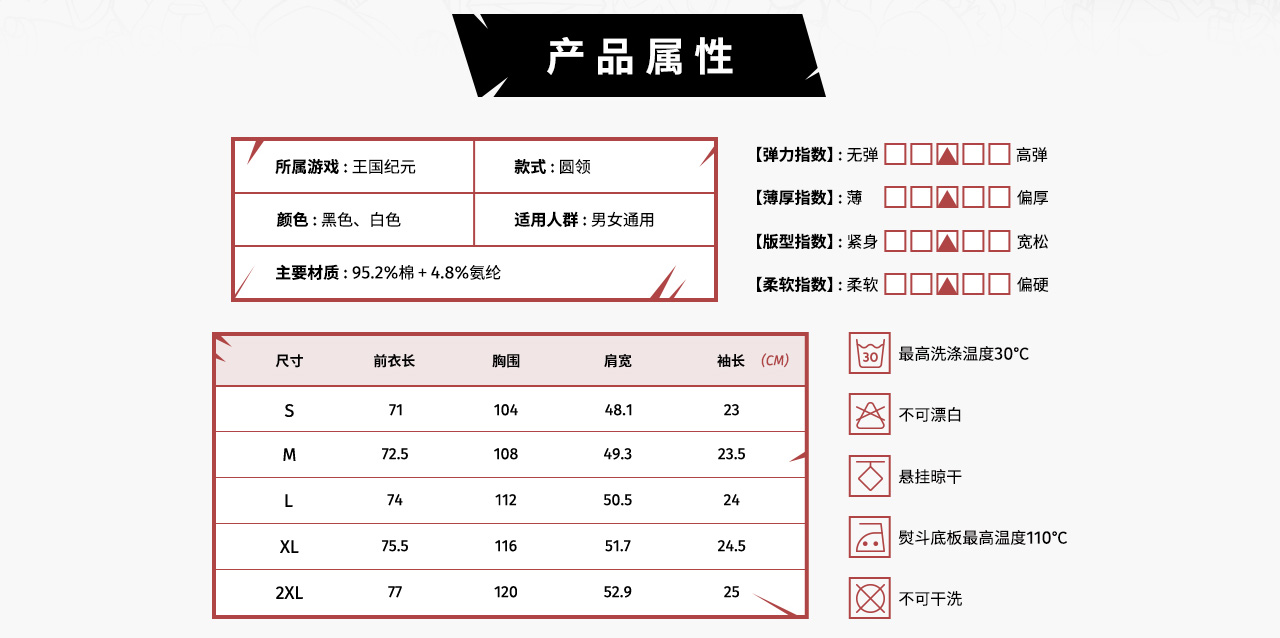 产品属性
所属游戏 : 王国纪元
款式 : 圆领
颜色 : 黑色、白色
适用人群 : 男女通用
主要材质 : 95.2%棉 + 4.8%氨纶
【弹力指数】: 无弹 高弹
【薄厚指数】: 薄 偏厚
【版型指数】: 紧身 宽松
【柔软指数】: 柔软 偏硬
尺寸 前衣长 胸围 肩宽 袖长 (CM)
S 71 104 48.1 23
M 72.5 108 49.3 23.5
L 74 112 50.5 24
XL 75.5 116 51.7 24.5
2XL 77 120 52.9 25
30 最高洗涤温度30°C
不可漂白
悬挂晾干
熨斗底板最高温度110°C
不可干洗